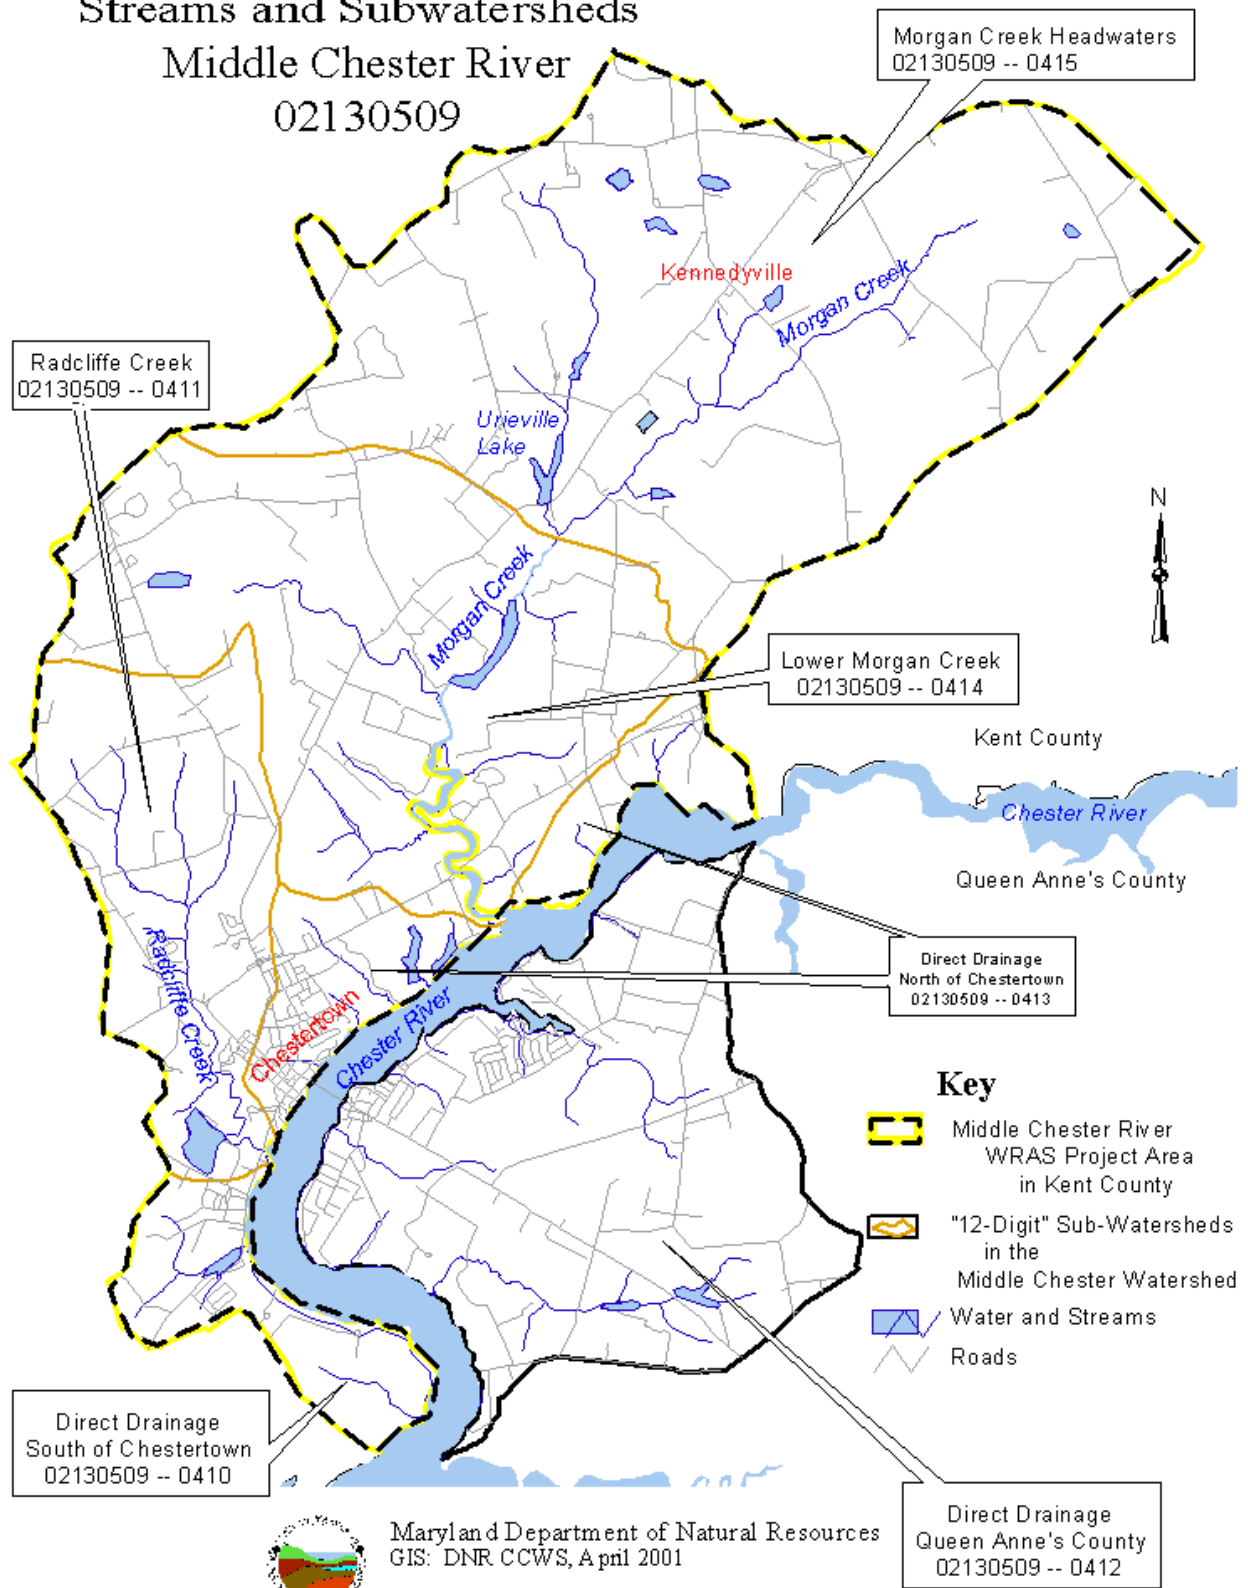 Streams and Subwatersheds
Middle Chester River
02130509
Morgan Creek Headwaters
02130509 -- 0415
Kennedyville
Morgan Creek
Radcliffe Creek
02130509 -- 0411
Urieville
Lake
N
Morgan Creek
Lower Morgan Creek
02130509 -- 0414
Kent County
Chester River
Queen Anne's County
Radcliffe Creek
Direct Drainage
North of Chestertown
02130509 -- 0413
Chestertown
Chester River
Key
Middle Chester River
WRAS Project Area
in Kent County
"12-Digit" Sub-Watersheds
in the
Middle Chester Watershed
Water and Streams
Roads
Direct Drainage
South of Chestertown
02130509 -- 0410
Direct Drainage
Queen Anne's County
02130509 -- 0412
Maryland Department of Natural Resources
GIS: DNR CCWS, April 2001